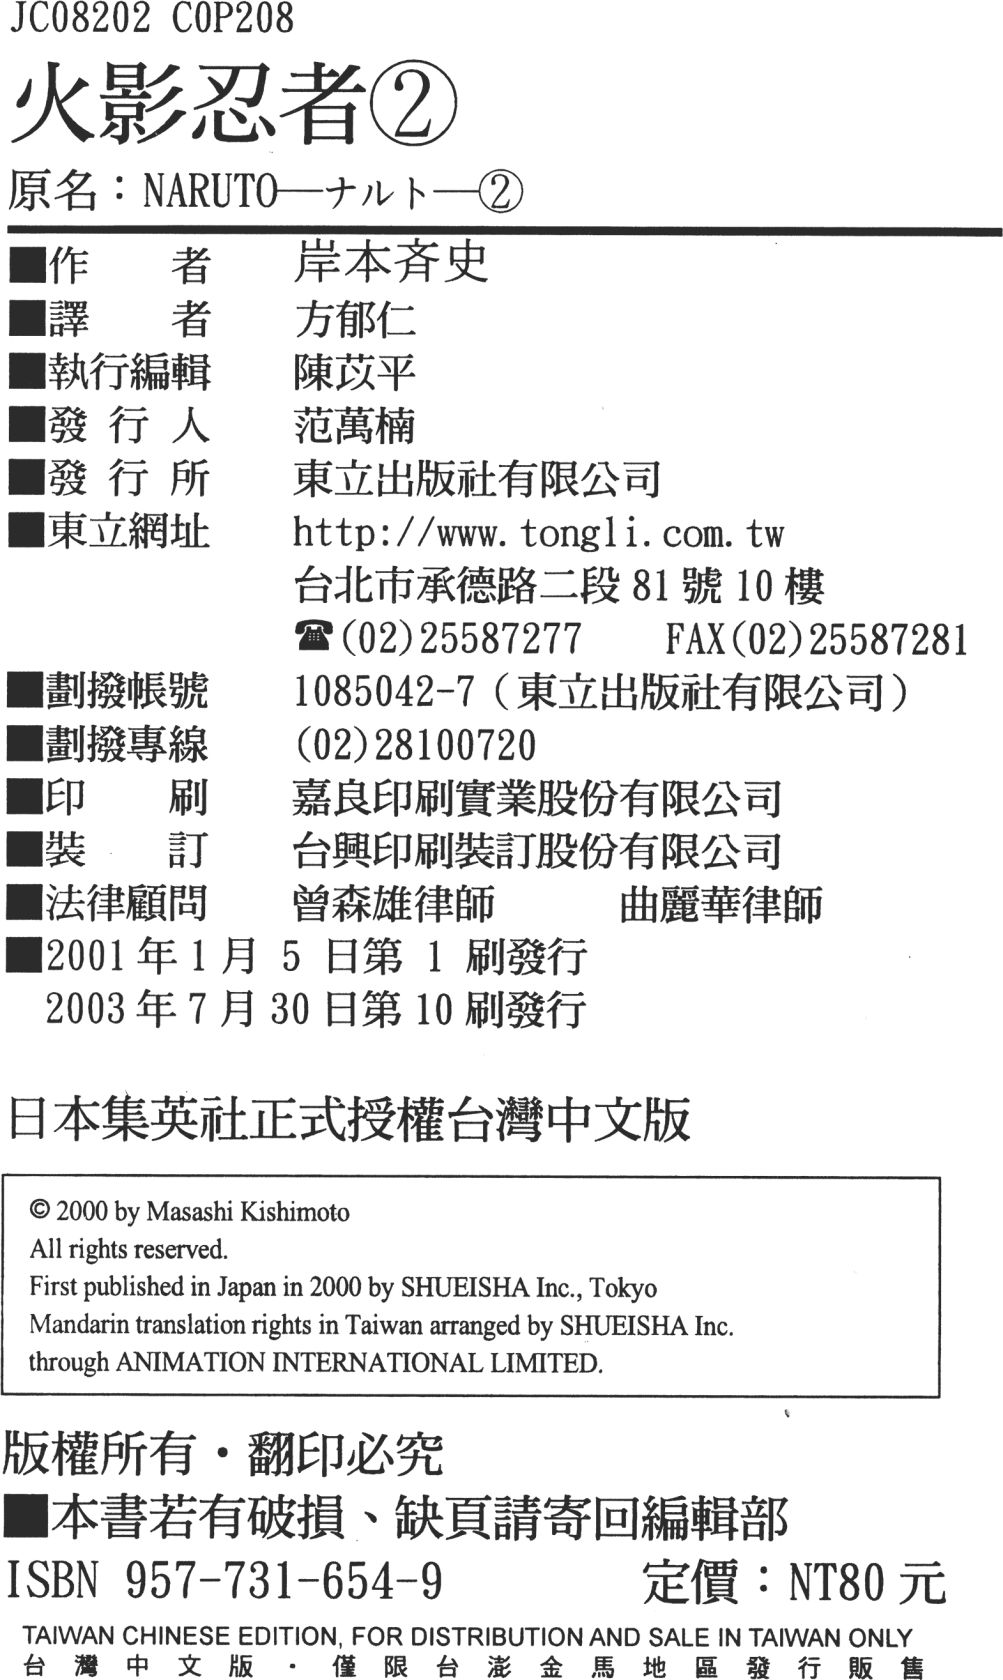 JC08202 C0P208
火影忍者②
原名：NARUTO──ナルト──②
■作　　者　　岸本斉史
■譯　　者　　方郁仁
■執行編輯　　陳苡平
■發 行 人　　范萬楠
■發 行 所　　東立出版社有限公司
■東立網址　　http://www.tongli.com.tw
台北市承德路二段81號10樓
☎(02)25587277　　FAX(02)25587281
■劃撥帳號　　1085042-7（東立出版社有限公司）
■劃撥專線　　(02)28100720
■印　　刷　　嘉良印刷實業股份有限公司
■裝　　訂　　台興印刷裝訂股份有限公司
■法律顧問　　曾森雄律師　　　曲麗華律師
■2001年1月 5 日第 1 刷發行
2003年7月30日第10刷發行
日本集英社正式授權台灣中文版
© 2000 by Masashi Kishimoto
All rights reserved.
First published in Japan in 2000 by SHUEISHA Inc., Tokyo
Mandarin translation rights in Taiwan arranged by SHUEISHA Inc.
through ANIMATION INTERNATIONAL LIMITED.
版權所有・翻印必究
■本書若有破損、缺頁請寄回編輯部
ISBN 957-731-654-9　　　　定價：NT80元
TAIWAN CHINESE EDITION, FOR DISTRIBUTION AND SALE IN TAIWAN ONLY
台灣中文版・僅限台澎金馬地區發行販售